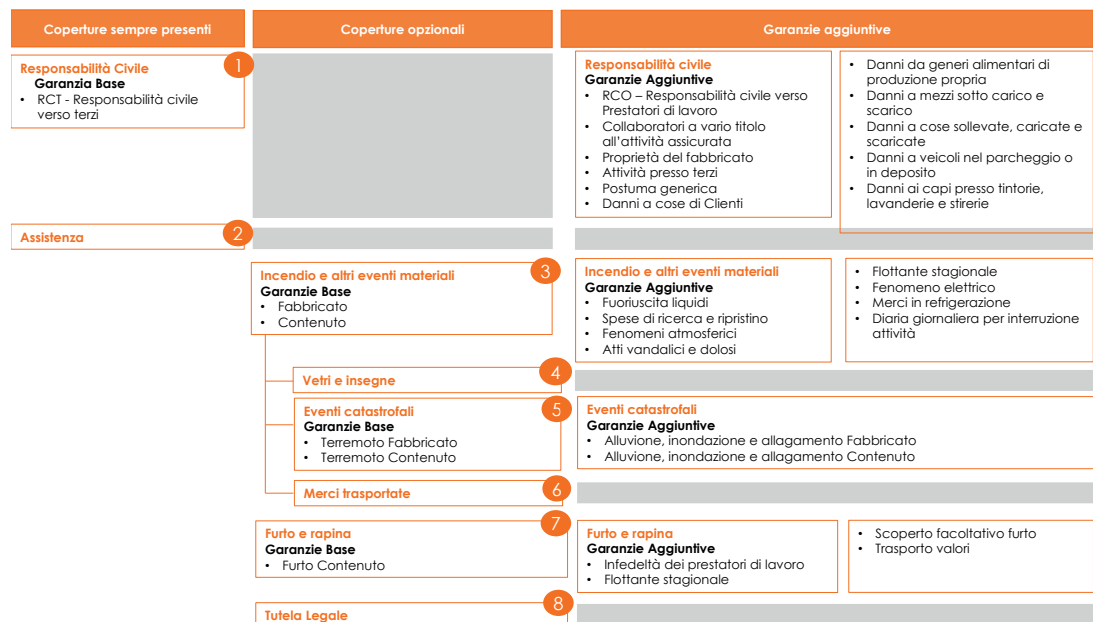 Coperture sempre presenti
Coperture opzionali
Garanzie aggiuntive
Responsabilità Civile
Garanzia Base
• RCT - Responsabilità civile
verso terzi
1
Responsabilità civile
Garanzie Aggiuntive
• RCO – Responsabilità civile verso
Prestatori di lavoro
• Collaboratori a vario titolo
all'attività assicurata
• Proprietà del fabbricato
• Attività presso terzi
• Postuma generica
• Danni a cose di Clienti
• Danni da generi alimentari di
produzione propria
• Danni a mezzi sotto carico e
scarico
• Danni a cose sollevate, caricate e
scaricate
• Danni a veicoli nel parcheggio o
in deposito
• Danni ai capi presso tintorie,
lavanderie e stirerie
Assistenza
2
Incendio e altri eventi materiali
Garanzie Base
• Fabbricato
• Contenuto
3
Incendio e altri eventi materiali
Garanzie Aggiuntive
• Fuoriuscita liquidi
• Spese di ricerca e ripristino
• Fenomeni atmosferici
• Atti vandalici e dolosi
• Flottante stagionale
• Fenomeno elettrico
• Merci in refrigerazione
• Diaria giornaliera per interruzione
attività
Vetri e insegne
4
Eventi catastrofali
Garanzie Base
• Terremoto Fabbricato
• Terremoto Contenuto
5
Eventi catastrofali
Garanzie Aggiuntive
• Alluvione, inondazione e allagamento Fabbricato
• Alluvione, inondazione e allagamento Contenuto
Merci trasportate
6
Furto e rapina
Garanzie Base
• Furto Contenuto
7
Furto e rapina
Garanzie Aggiuntive
• Infedeltà dei prestatori di lavoro
• Flottante stagionale
• Scoperto facoltativo furto
• Trasporto valori
Tutela Legale
8